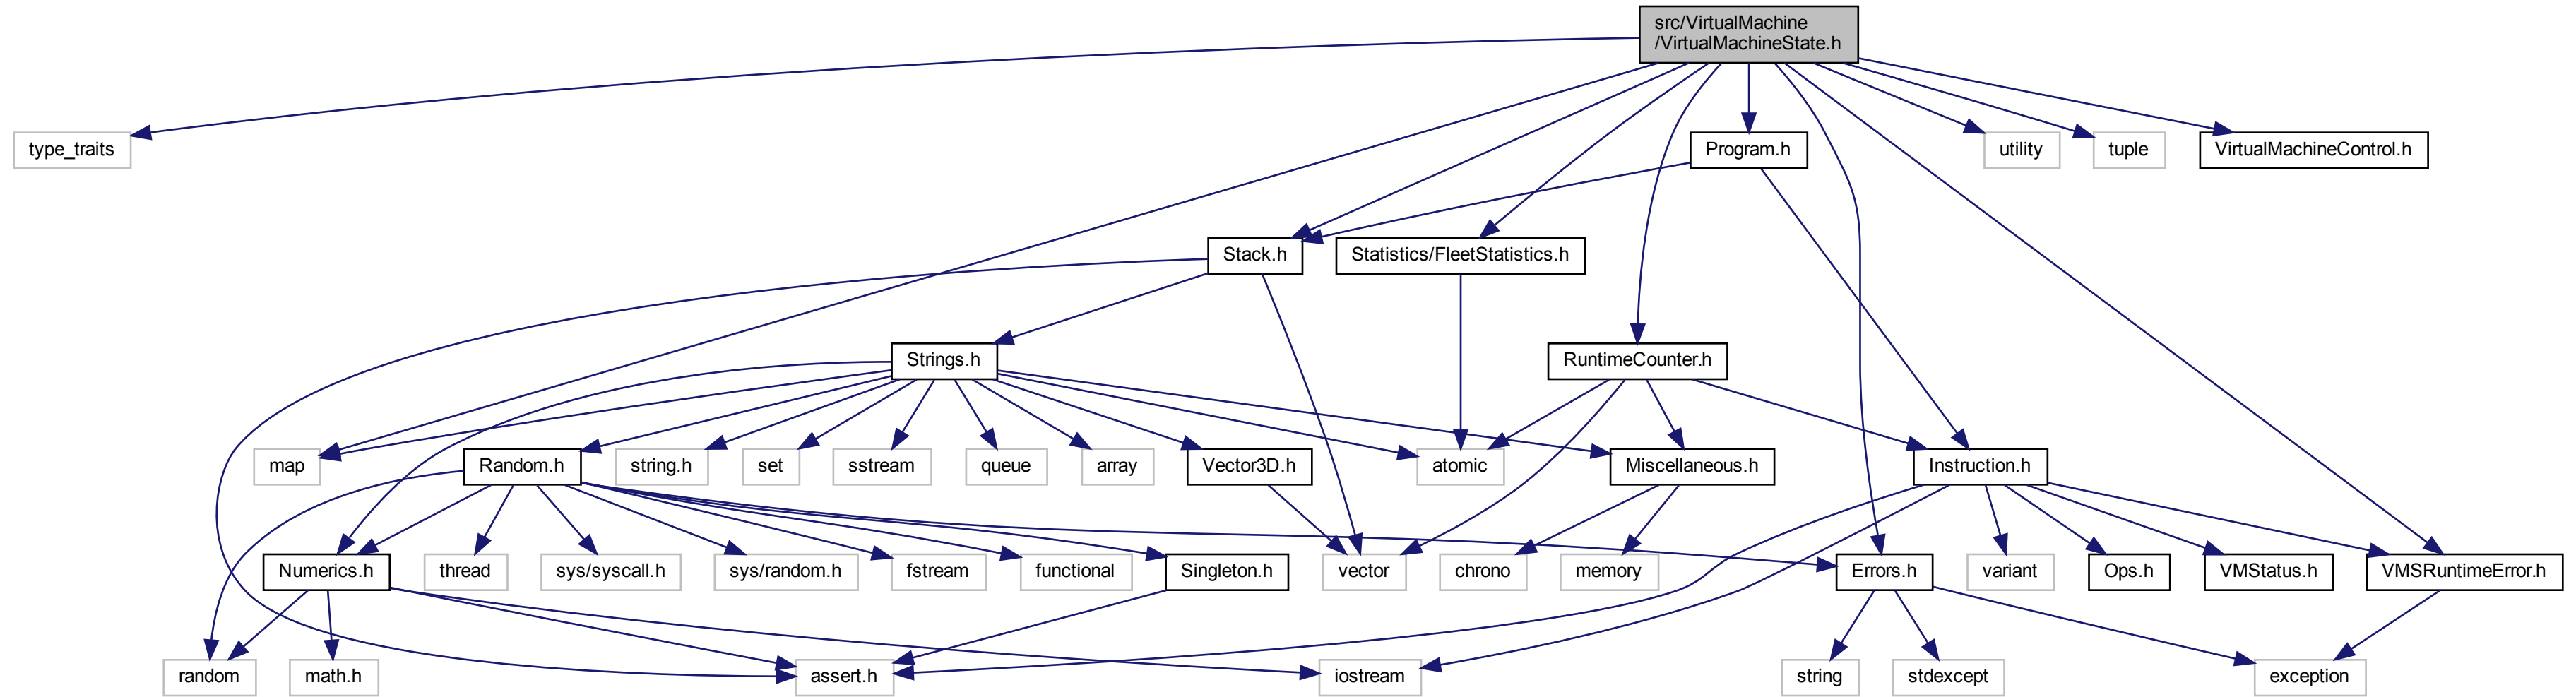 src/VirtualMachine
/VirtualMachineState.h
type_traits
Program.h
utility
tuple
VirtualMachineControl.h
Stack.h
Statistics/FleetStatistics.h
Strings.h
RuntimeCounter.h
map
Random.h
string.h
set
sstream
queue
array
Vector3D.h
atomic
Miscellaneous.h
Instruction.h
Numerics.h
thread
sys/syscall.h
sys/random.h
fstream
functional
Singleton.h
vector
chrono
memory
Errors.h
variant
Ops.h
VMStatus.h
VMSRuntimeError.h
random
math.h
assert.h
iostream
string
stdexcept
exception